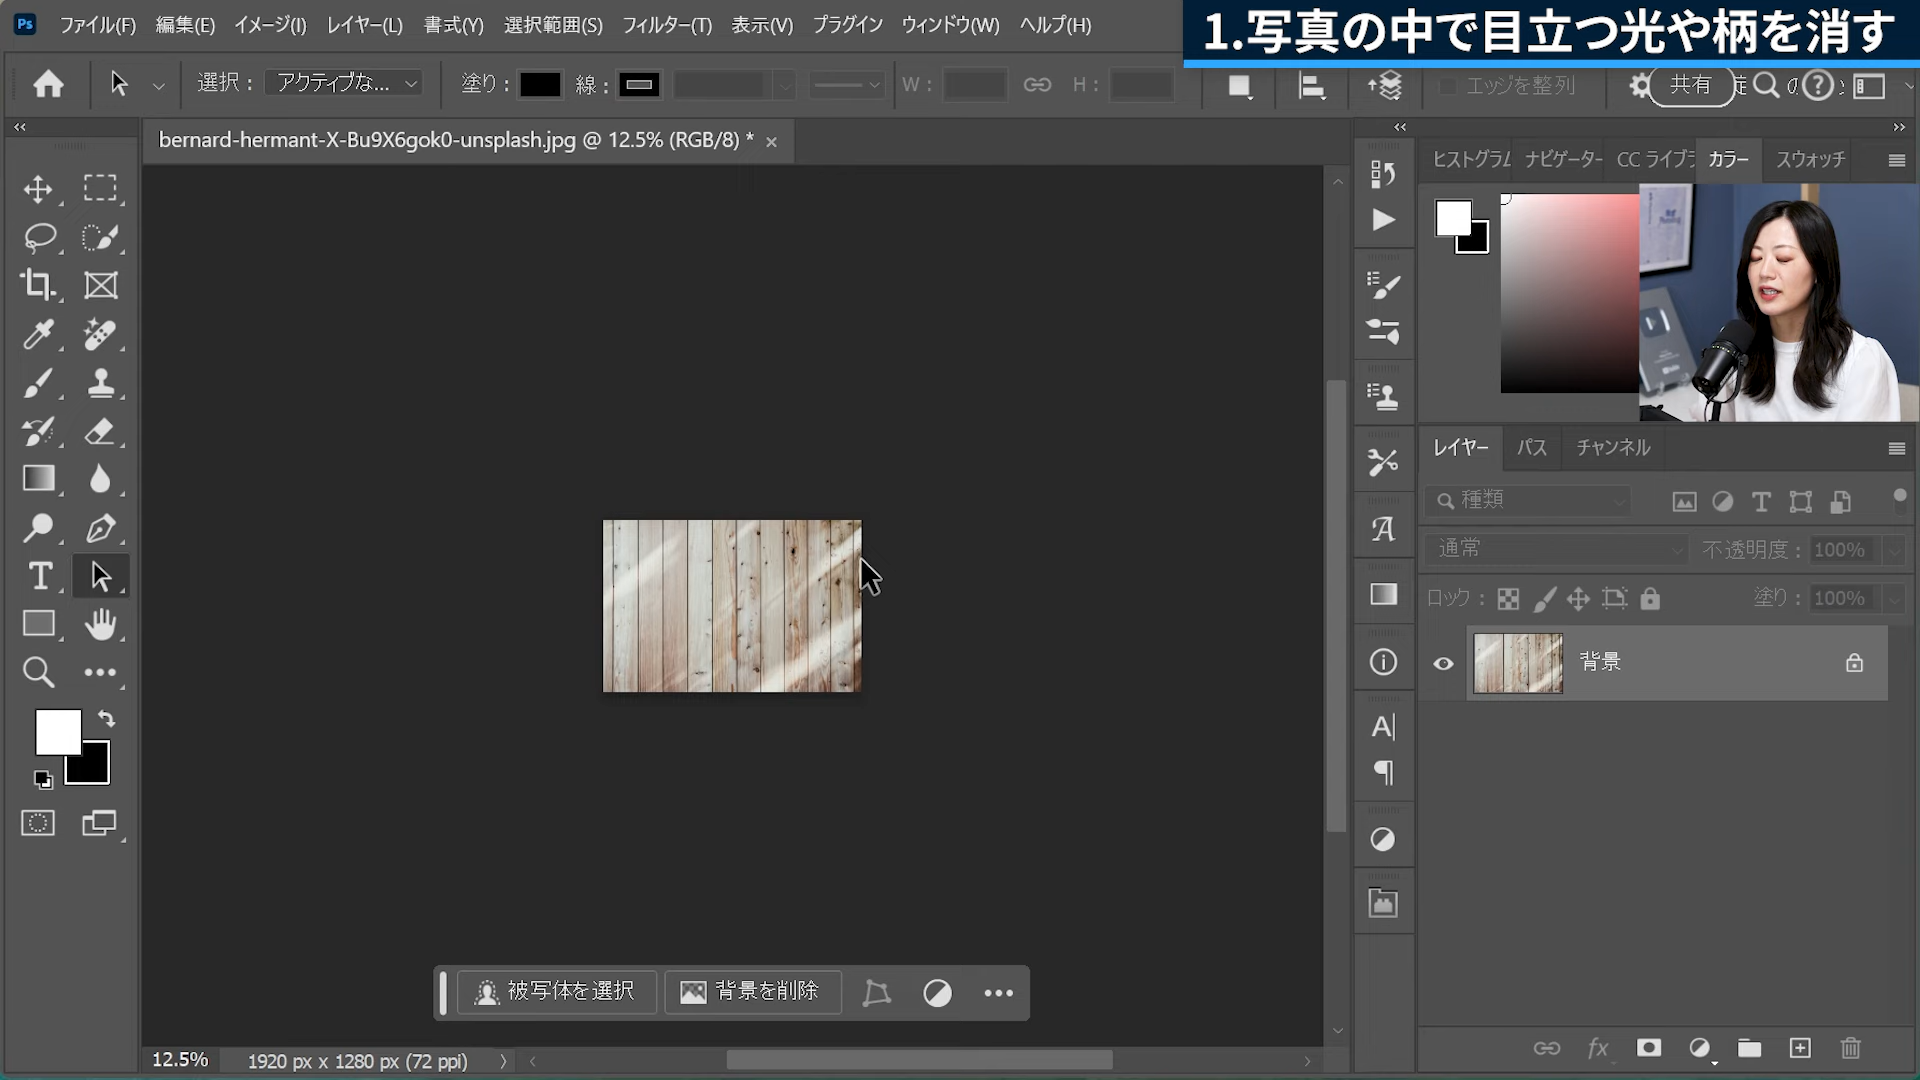 Ps ファイル(F) 編集(E) イメージ(I) レイヤー(L) 書式(Y) 選択範囲(S) フィルター(T) 表示(V) プラグイン ウィンドウ(W) ヘルプ(H)
1.写真の中で目立つ光や柄を消す
選択： アクティブな... 塗り： 線： W： H： エッジを整列 共有
bernard-hermant-X-Bu9X6gok0-unsplash.jpg @ 12.5% (RGB/8) * ×
ヒストグラム ナビゲーター CC ライブラ カラー スウォッチ
レイヤー パス チャンネル
種類
通常 不透明度： 100%
ロック： 塗り： 100%
背景
被写体を選択 背景を削除
12.5% 1920 px x 1280 px (72 ppi)